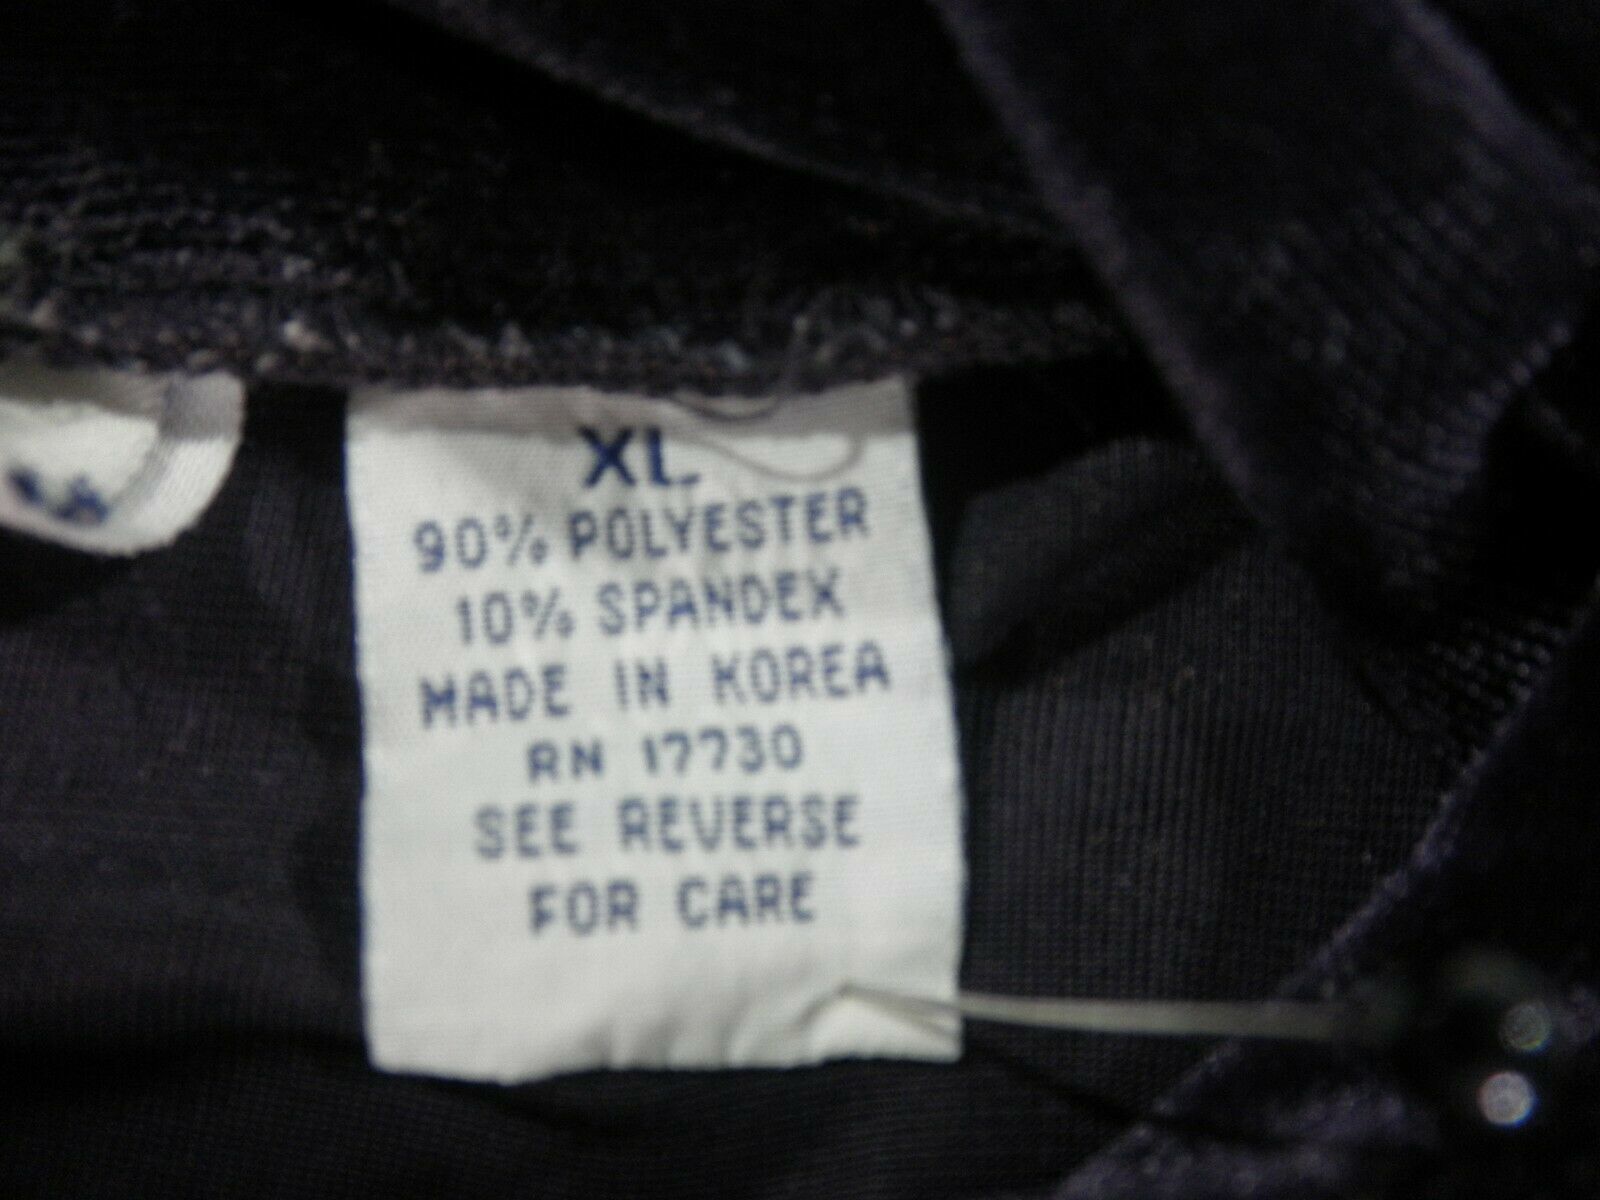 XL
90% POLYESTER
10% SPANDEX
MADE IN KOREA
RN 17730
SEE REVERSE
FOR CARE